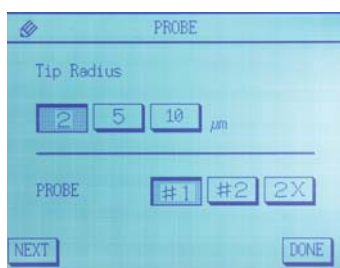 PROBE
Tip Radius
2 5 10 μm
PROBE #1 #2 2X
NEXT DONE